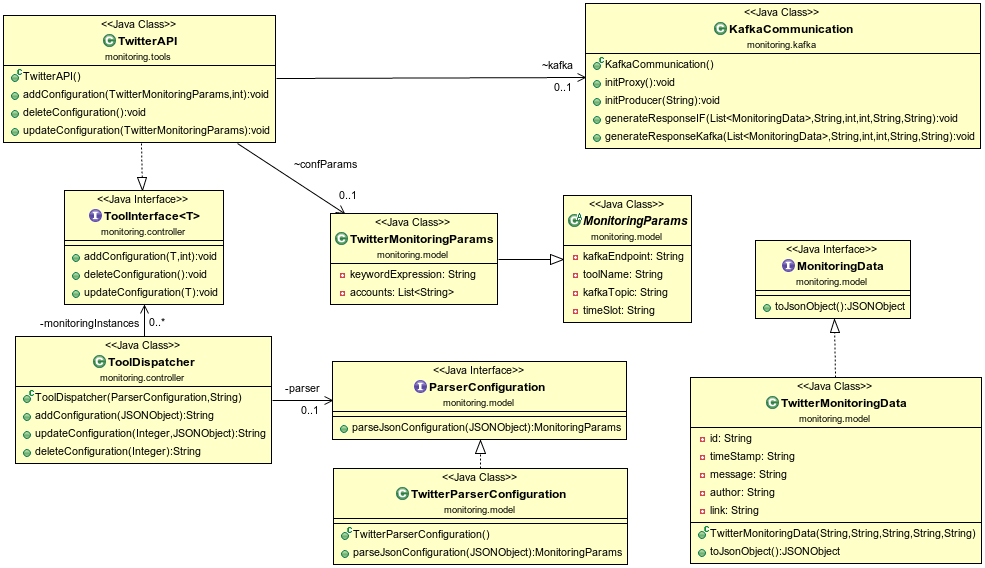 <<Java Class>>
TwitterAPI
monitoring.tools
TwitterAPI()
addConfiguration(TwitterMonitoringParams,int):void
deleteConfiguration():void
updateConfiguration(TwitterMonitoringParams):void
~kafka
0..1
<<Java Class>>
KafkaCommunication
monitoring.kafka
KafkaCommunication()
initProxy():void
initProducer(String):void
generateResponseIF(List<MonitoringData>,String,int,int,String,String):void
generateResponseKafka(List<MonitoringData>,String,int,int,String,String):void
~confParams
0..1
<<Java Interface>>
ToolInterface<T>
monitoring.controller
addConfiguration(T,int):void
deleteConfiguration():void
updateConfiguration(T):void
<<Java Class>>
TwitterMonitoringParams
monitoring.model
keywordExpression: String
accounts: List<String>
<<Java Class>>
MonitoringParams
monitoring.model
kafkaEndpoint: String
toolName: String
kafkaTopic: String
timeSlot: String
<<Java Interface>>
MonitoringData
monitoring.model
toJsonObject():JSONObject
-monitoringInstances
0..*
<<Java Class>>
ToolDispatcher
monitoring.controller
ToolDispatcher(ParserConfiguration,String)
addConfiguration(JSONObject):String
updateConfiguration(Integer,JSONObject):String
deleteConfiguration(Integer):String
-parser
0..1
<<Java Interface>>
ParserConfiguration
monitoring.model
parseJsonConfiguration(JSONObject):MonitoringParams
<<Java Class>>
TwitterParserConfiguration
monitoring.model
TwitterParserConfiguration()
parseJsonConfiguration(JSONObject):MonitoringParams
<<Java Class>>
TwitterMonitoringData
monitoring.model
id: String
timeStamp: String
message: String
author: String
link: String
TwitterMonitoringData(String,String,String,String,String)
toJsonObject():JSONObject